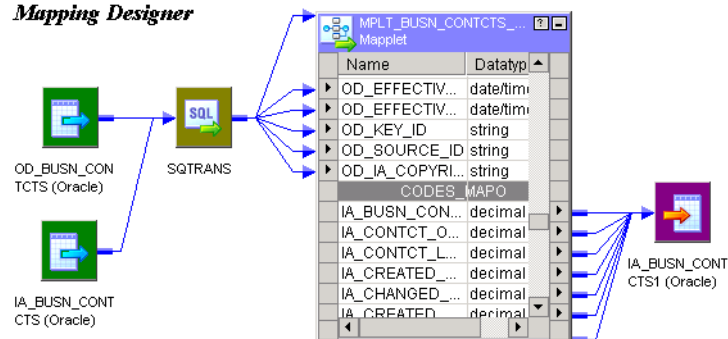 Mapping Designer
MPLT_BUSN_CONTCTS_...
Mapplet
Name Datatyp
OD_EFFECTIV... date/time
OD_EFFECTIV... date/time
OD_KEY_ID string
OD_SOURCE_ID string
OD_IA_COPYRI... string
CODES_MAPO
IA_BUSN_CON... decimal
IA_CONTCT_O... decimal
IA_CONTCT_L... decimal
IA_CREATED_... decimal
IA_CHANGED_... decimal
IA_CREATED decimal
SQL
OD_BUSN_CON
TCTS (Oracle)
SQTRANS
IA_BUSN_CONT
CTS (Oracle)
IA_BUSN_CONT
CTS1 (Oracle)